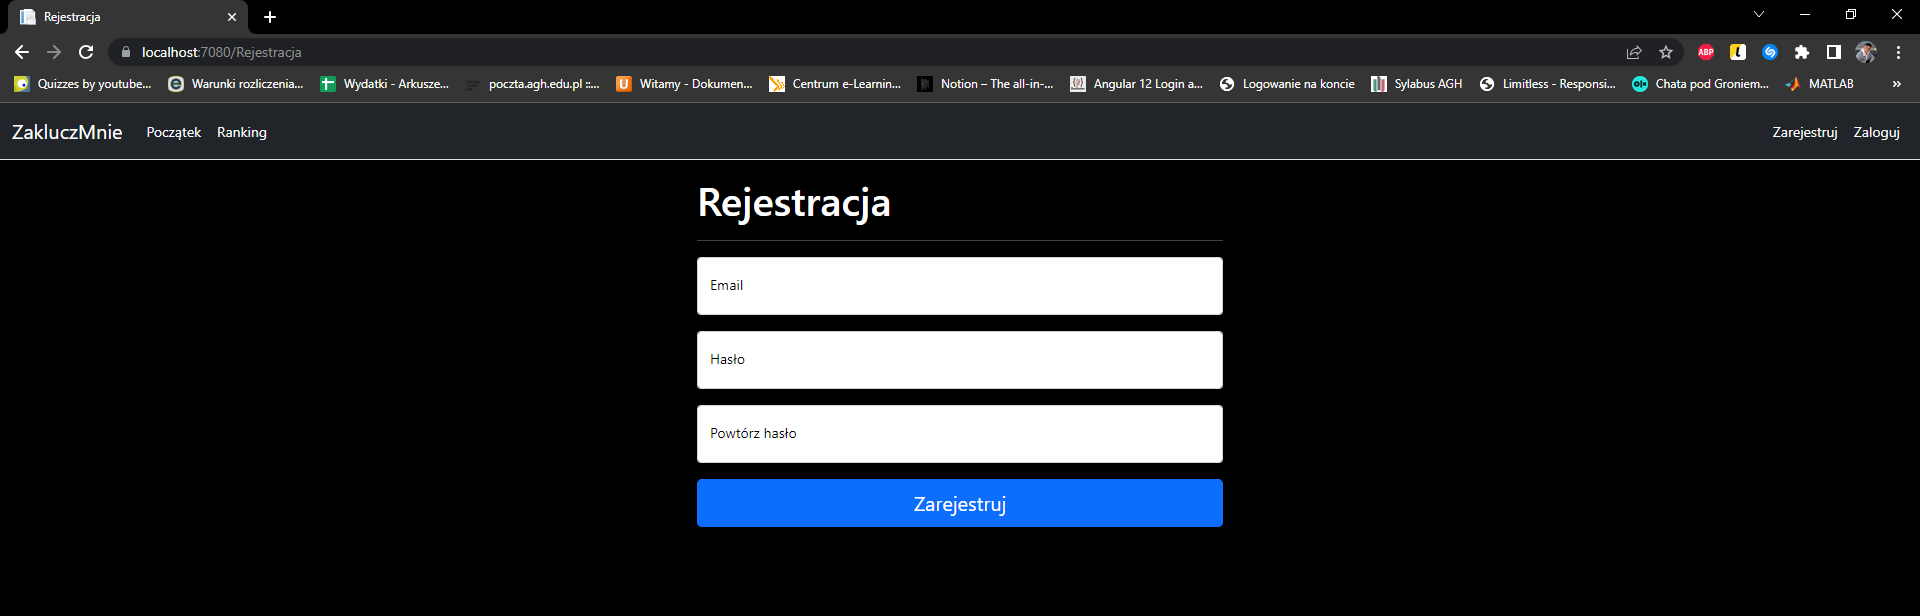 Rejestracja
localhost:7080/Rejestracja
ABP
Quizzes by youtube... Warunki rozliczenia... Wydatki - Arkusze... poczta.agh.edu.pl ::... Witamy - Dokumen... Centrum e-Learnin... Notion – The all-in-... Angular 12 Login a... Logowanie na koncie Sylabus AGH Limitless - Responsi... Chata pod Groniem... MATLAB »
ZakluczMnie Początek Ranking Zarejestruj Zaloguj
Rejestracja
Email
Hasło
Powtórz hasło
Zarejestruj